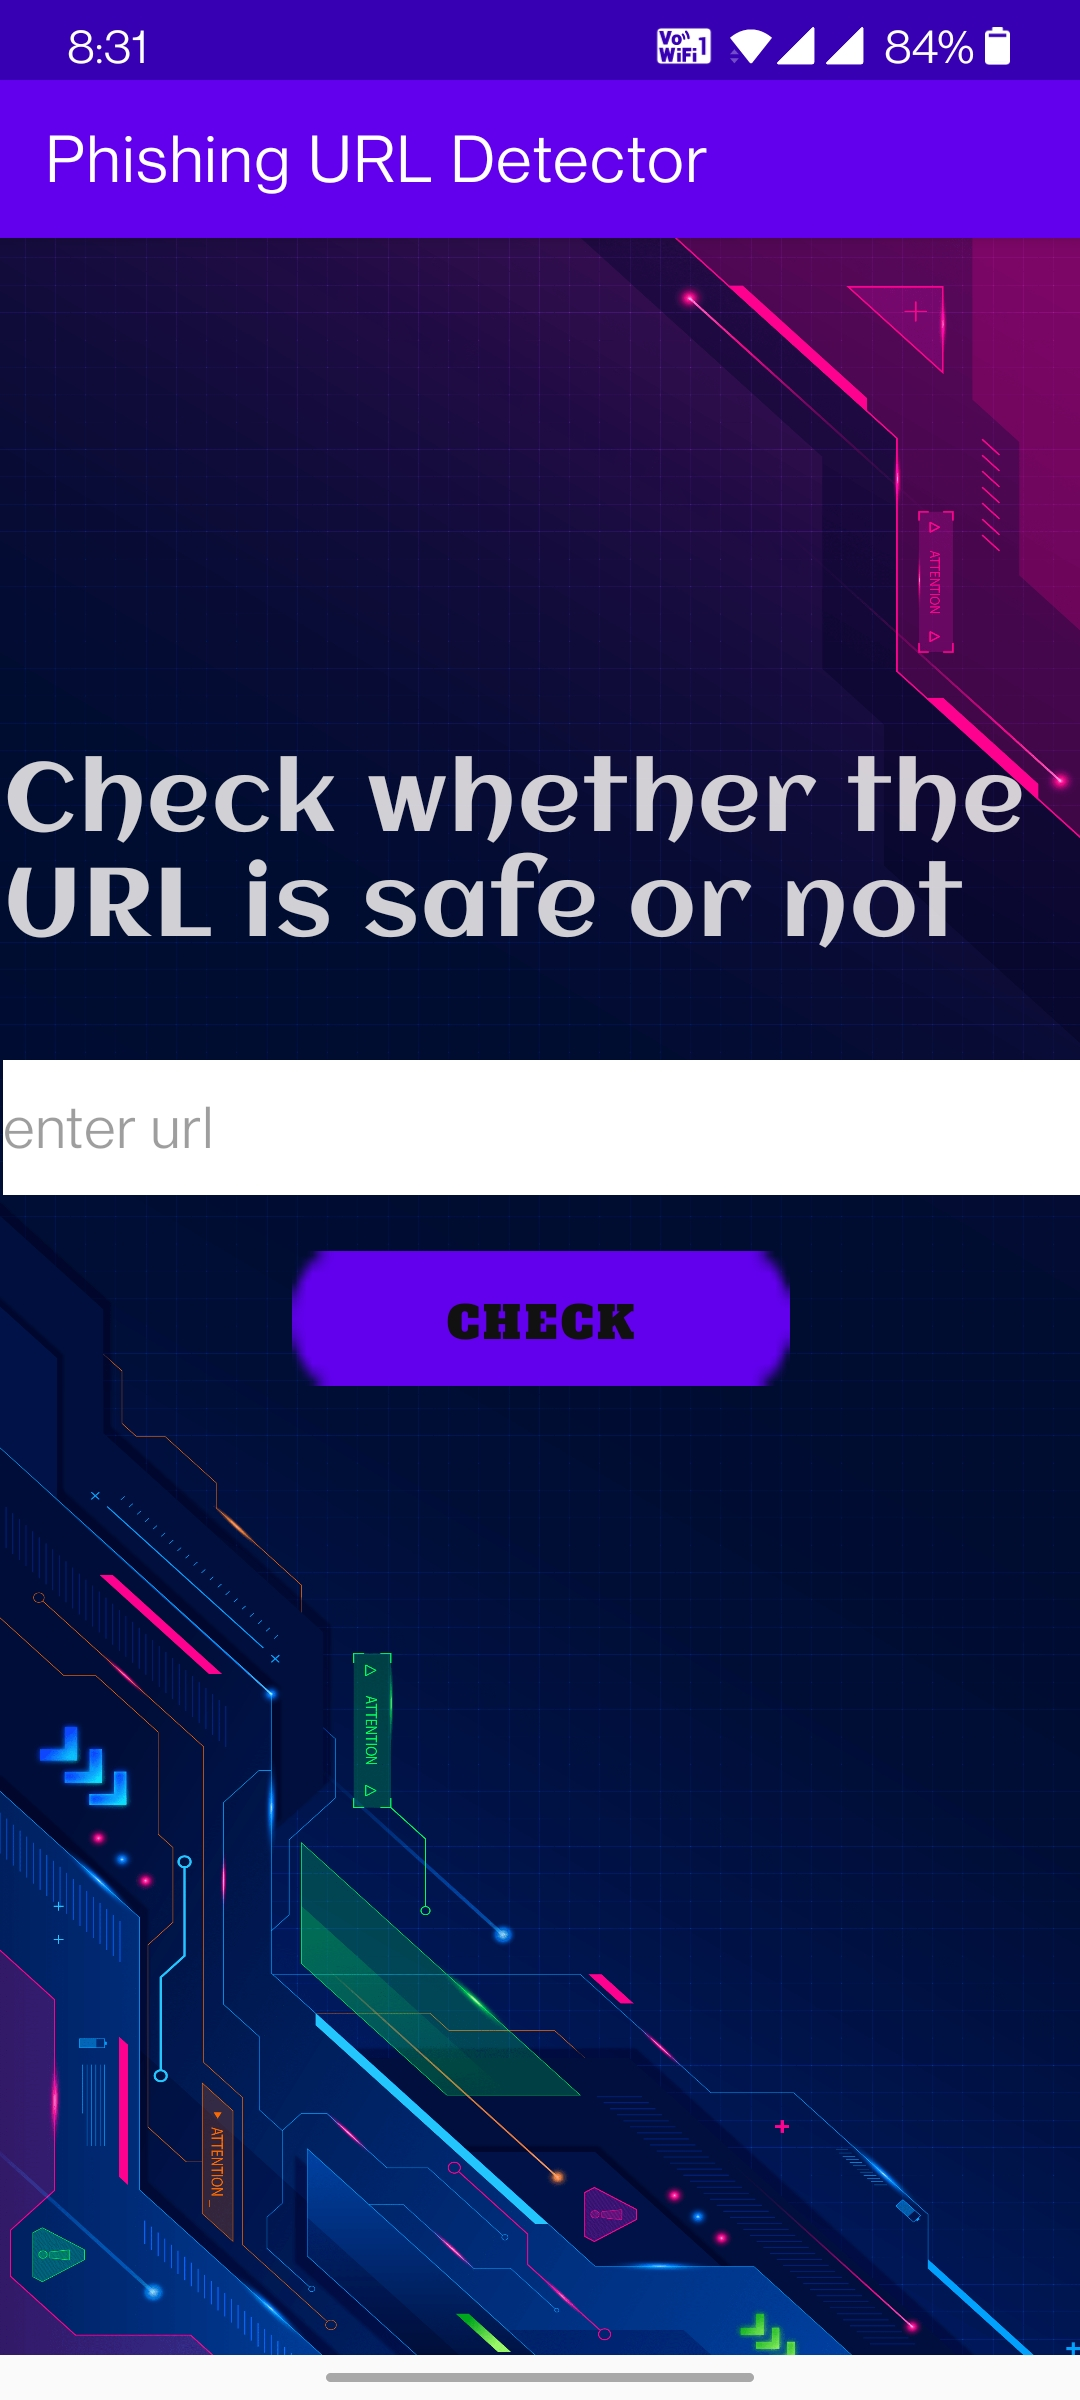 8:31 Vo WiFi 1 84%
Phishing URL Detector
ATTENTION
Check whether the
URL is safe or not
enter url
CHECK
ATTENTION
ATTENTION